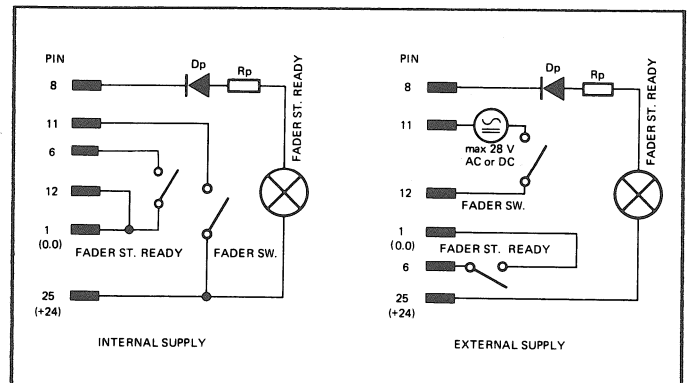 PIN
8
11
6
12
1
(0.0)
25
(+24)
Dp
Rp
FADER ST. READY
FADER ST. READY
FADER SW.
INTERNAL SUPPLY
PIN
8
11
12
1
(0.0)
6
25
(+24)
Dp
Rp
FADER ST. READY
max 28 V
AC or DC
FADER SW.
FADER ST. READY
EXTERNAL SUPPLY